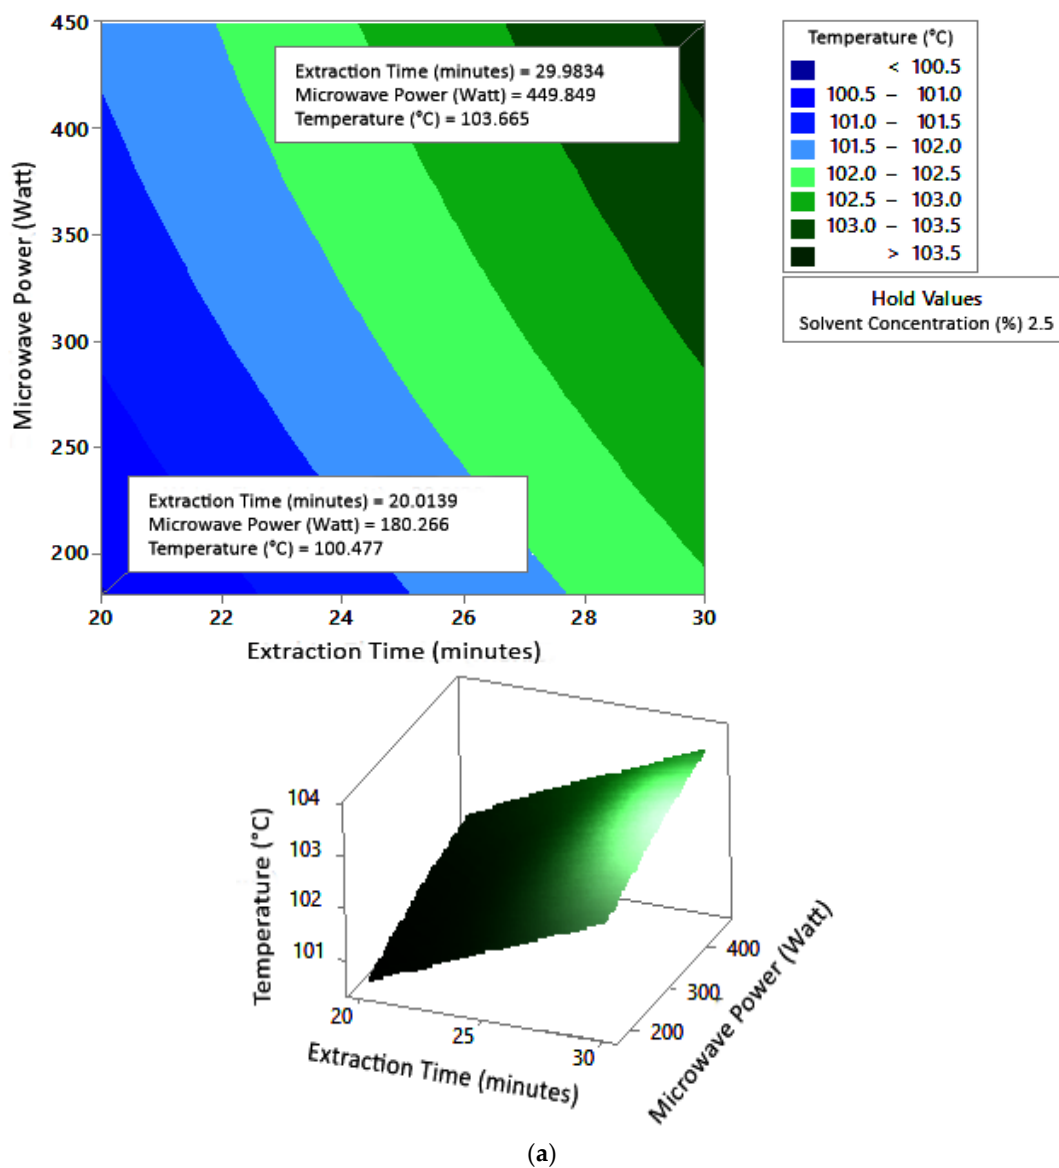 450
400
350
300
250
200
Microwave Power (Watt)
Extraction Time (minutes) = 29.9834
Microwave Power (Watt) = 449.849
Temperature (°C) = 103.665
Extraction Time (minutes) = 20.0139
Microwave Power (Watt) = 180.266
Temperature (°C) = 100.477
20 22 24 26 28 30
Extraction Time (minutes)
Temperature (°C)
< 100.5
100.5 – 101.0
101.0 – 101.5
101.5 – 102.0
102.0 – 102.5
102.5 – 103.0
103.0 – 103.5
> 103.5
Hold Values
Solvent Concentration (%) 2.5
104
103
102
101
Temperature (°C)
20
25
30
Extraction Time (minutes)
200
300
400
Microwave Power (Watt)
(a)